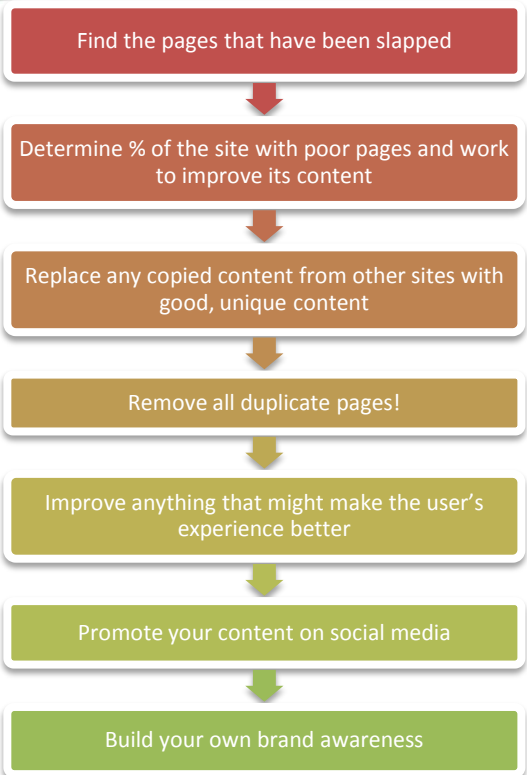 Find the pages that have been slapped
Determine % of the site with poor pages and work
to improve its content
Replace any copied content from other sites with
good, unique content
Remove all duplicate pages!
Improve anything that might make the user’s
experience better
Promote your content on social media
Build your own brand awareness